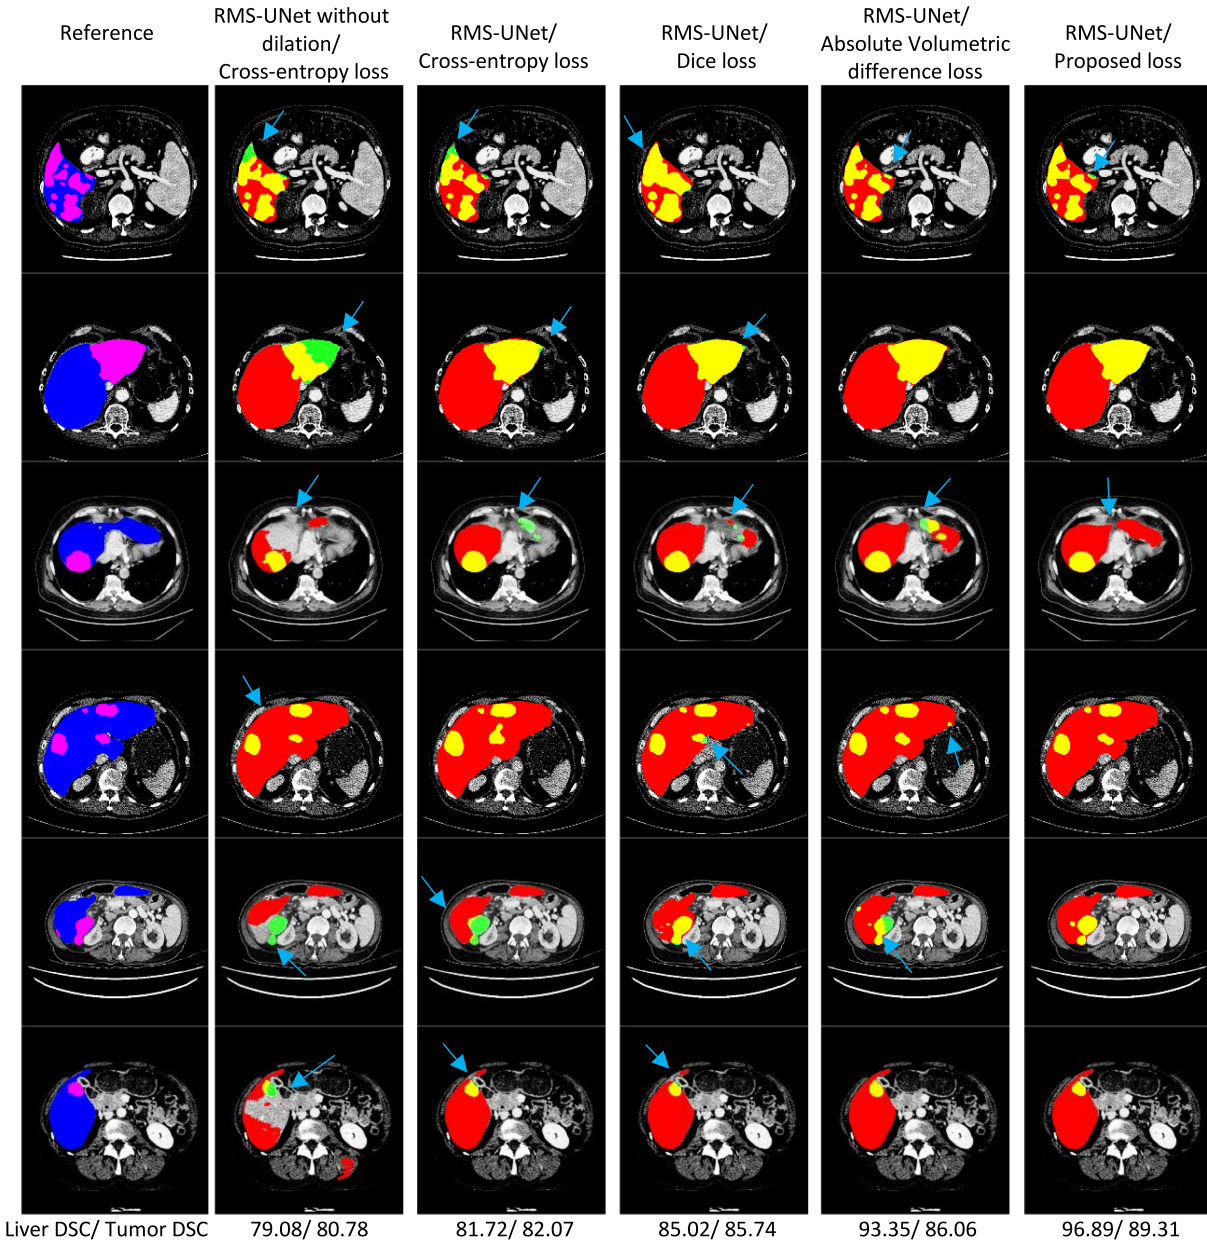 Reference
RMS-UNet without
dilation/
Cross-entropy loss
RMS-UNet/
Cross-entropy loss
RMS-UNet/
Dice loss
RMS-UNet/
Absolute Volumetric
difference loss
RMS-UNet/
Proposed loss
Liver DSC/ Tumor DSC
79.08/ 80.78
81.72/ 82.07
85.02/ 85.74
93.35/ 86.06
96.89/ 89.31